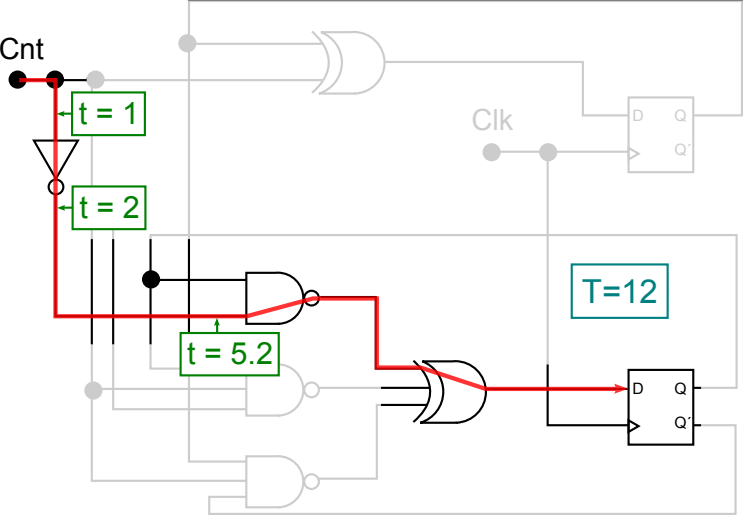 Cnt
t = 1
Clk
D Q
Q´
t = 2
T=12
t = 5.2
D Q
Q´